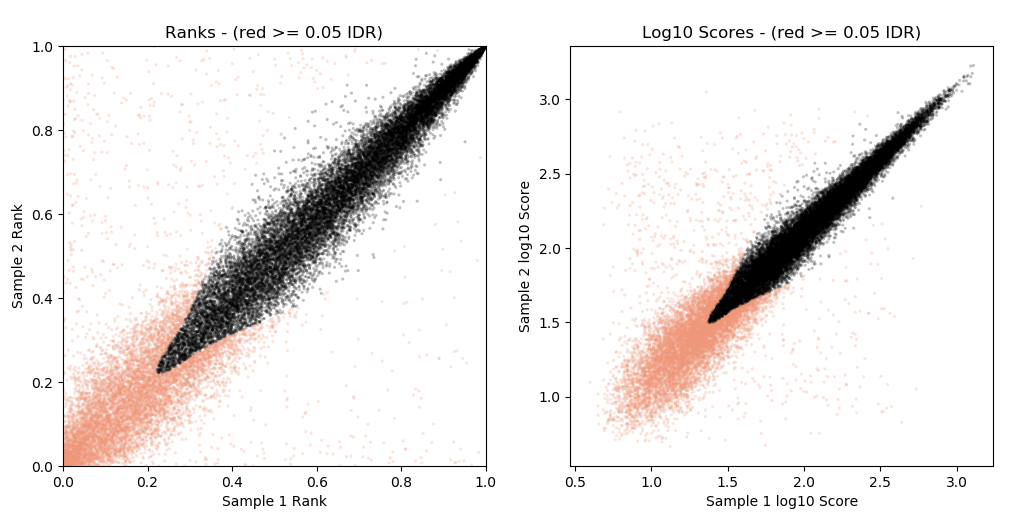 Ranks - (red >= 0.05 IDR)
1.0
0.8
0.6
0.4
0.2
0.0
Sample 2 Rank
0.0 0.2 0.4 0.6 0.8 1.0
Sample 1 Rank
Log10 Scores - (red >= 0.05 IDR)
3.0
2.5
2.0
1.5
1.0
Sample 2 log10 Score
0.5 1.0 1.5 2.0 2.5 3.0
Sample 1 log10 Score